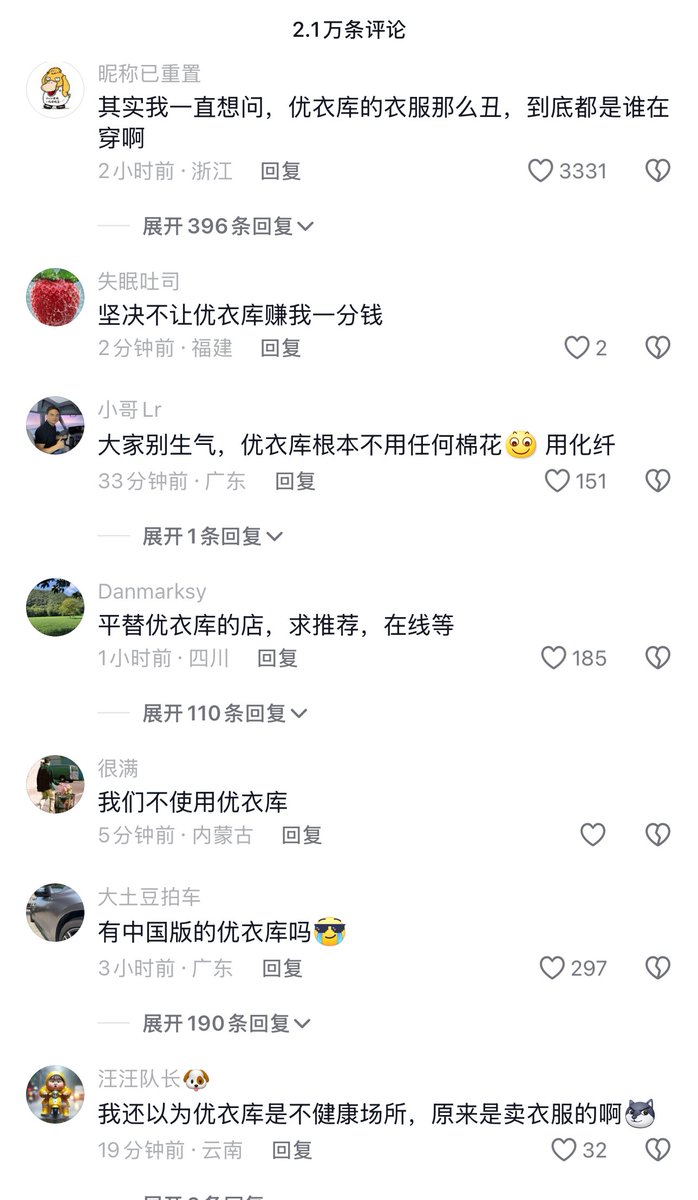 2.1万条评论
昵称已重置
其实我一直想问，优衣库的衣服那么丑，到底都是谁在
穿啊
2小时前 · 浙江 回复 3331
展开396条回复
失眠吐司
坚决不让优衣库赚我一分钱
2分钟前 · 福建 回复 2
小哥Lr
大家别生气，优衣库根本不用任何棉花 用化纤
33分钟前 · 广东 回复 151
展开1条回复
Danmarksy
平替优衣库的店，求推荐，在线等
1小时前 · 四川 回复 185
展开110条回复
很满
我们不使用优衣库
5分钟前 · 内蒙古 回复
大土豆拍车
有中国版的优衣库吗😎
3小时前 · 广东 回复 297
展开190条回复
汪汪队长🐶
我还以为优衣库是不健康场所，原来是卖衣服的啊
19分钟前 · 云南 回复 32